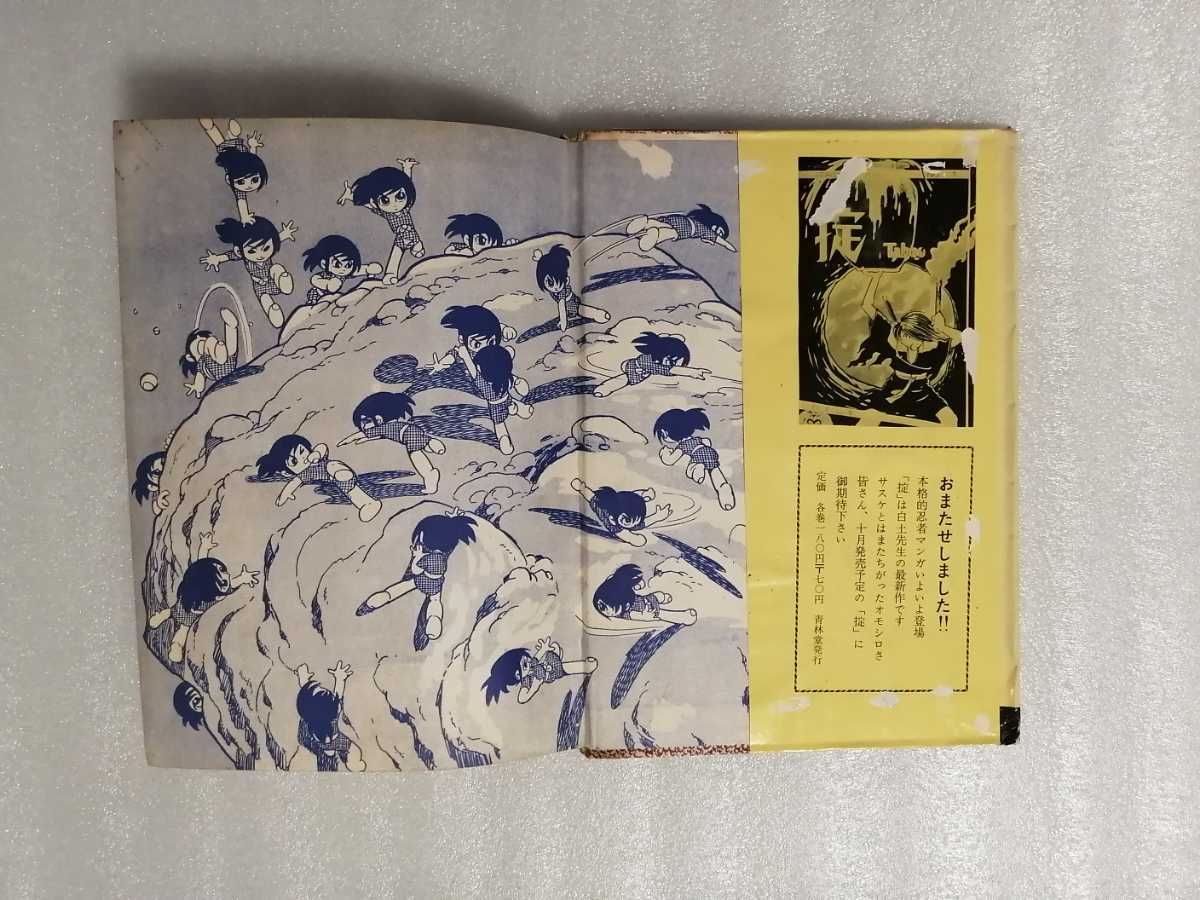 掟
おまたせしました!!
本格的忍者マンガいよいよ登場
「掟」は白土先生の最新作です
サスケとはまたちがったオモシロさ
皆さん、十月発売予定の「掟」に
御期待下さい
定価 各巻一八〇円〒七〇円 青林堂発行